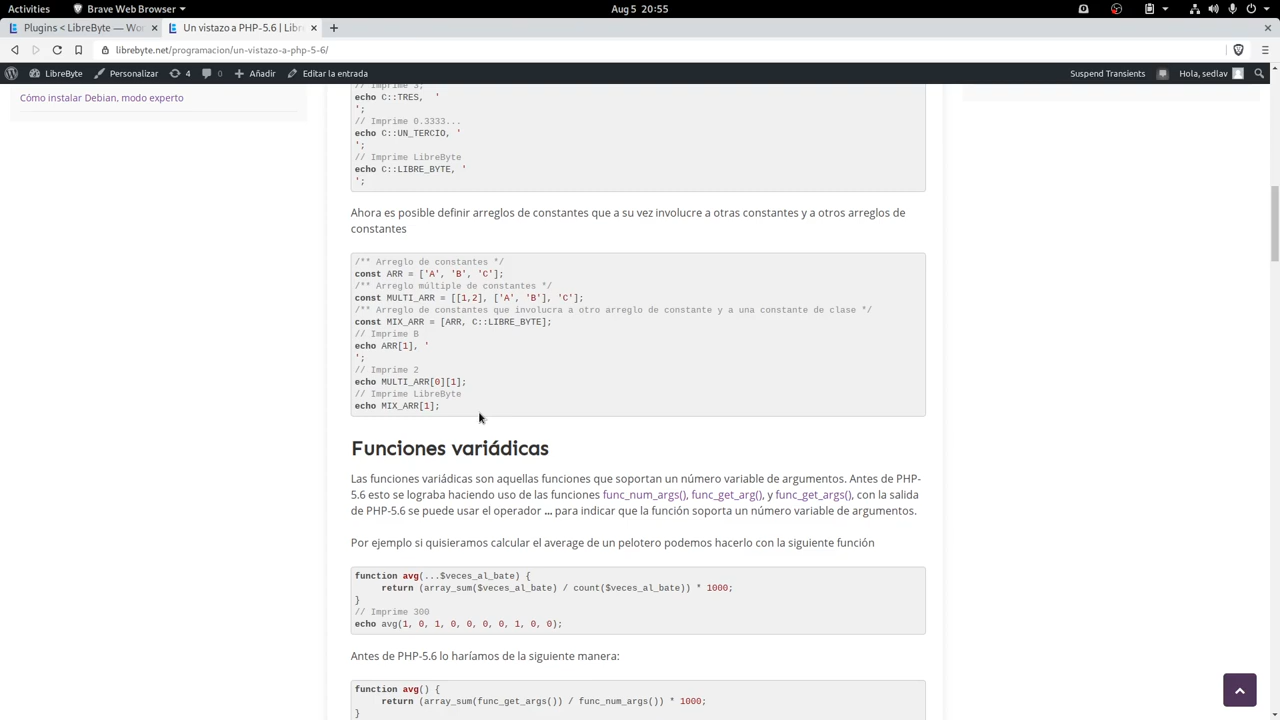 Activities
Brave Web Browser
Aug 5 20:55
Plugins < LibreByte — Wo
Un vistazo a PHP-5.6 | Libr
librebyte.net/programacion/un-vistazo-a-php-5-6/
LibreByte
Personalizar
4
0
Añadir
Editar la entrada
Suspend Transients
Hola, sedlav
Cómo instalar Debian, modo experto
// Imprime 3;
echo C::TRES, '
';
// Imprime 0.3333...
echo C::UN_TERCIO, '
';
// Imprime LibreByte
echo C::LIBRE_BYTE, '
';
Ahora es posible definir arreglos de constantes que a su vez involucre a otras constantes y a otros arreglos de
constantes
/** Arreglo de constantes */
const ARR = ['A', 'B', 'C'];
/** Arreglo múltiple de constantes */
const MULTI_ARR = [[1,2], ['A', 'B'], 'C'];
/** Arreglo de constantes que involucra a otro arreglo de constante y a una constante de clase */
const MIX_ARR = [ARR, C::LIBRE_BYTE];
// Imprime B
echo ARR[1], '
';
// Imprime 2
echo MULTI_ARR[0][1];
// Imprime LibreByte
echo MIX_ARR[1];
Funciones variádicas
Las funciones variádicas son aquellas funciones que soportan un número variable de argumentos. Antes de PHP-
5.6 esto se lograba haciendo uso de las funciones func_num_args(), func_get_arg(), y func_get_args(), con la salida
de PHP-5.6 se puede usar el operador ... para indicar que la función soporta un número variable de argumentos.
Por ejemplo si quisieramos calcular el average de un pelotero podemos hacerlo con la siguiente función
function avg(...$veces_al_bate) {
return (array_sum($veces_al_bate) / count($veces_al_bate)) * 1000;
}
// Imprime 300
echo avg(1, 0, 1, 0, 0, 0, 0, 1, 0, 0);
Antes de PHP-5.6 lo haríamos de la siguiente manera:
function avg() {
return (array_sum(func_get_args()) / func_num_args()) * 1000;
}